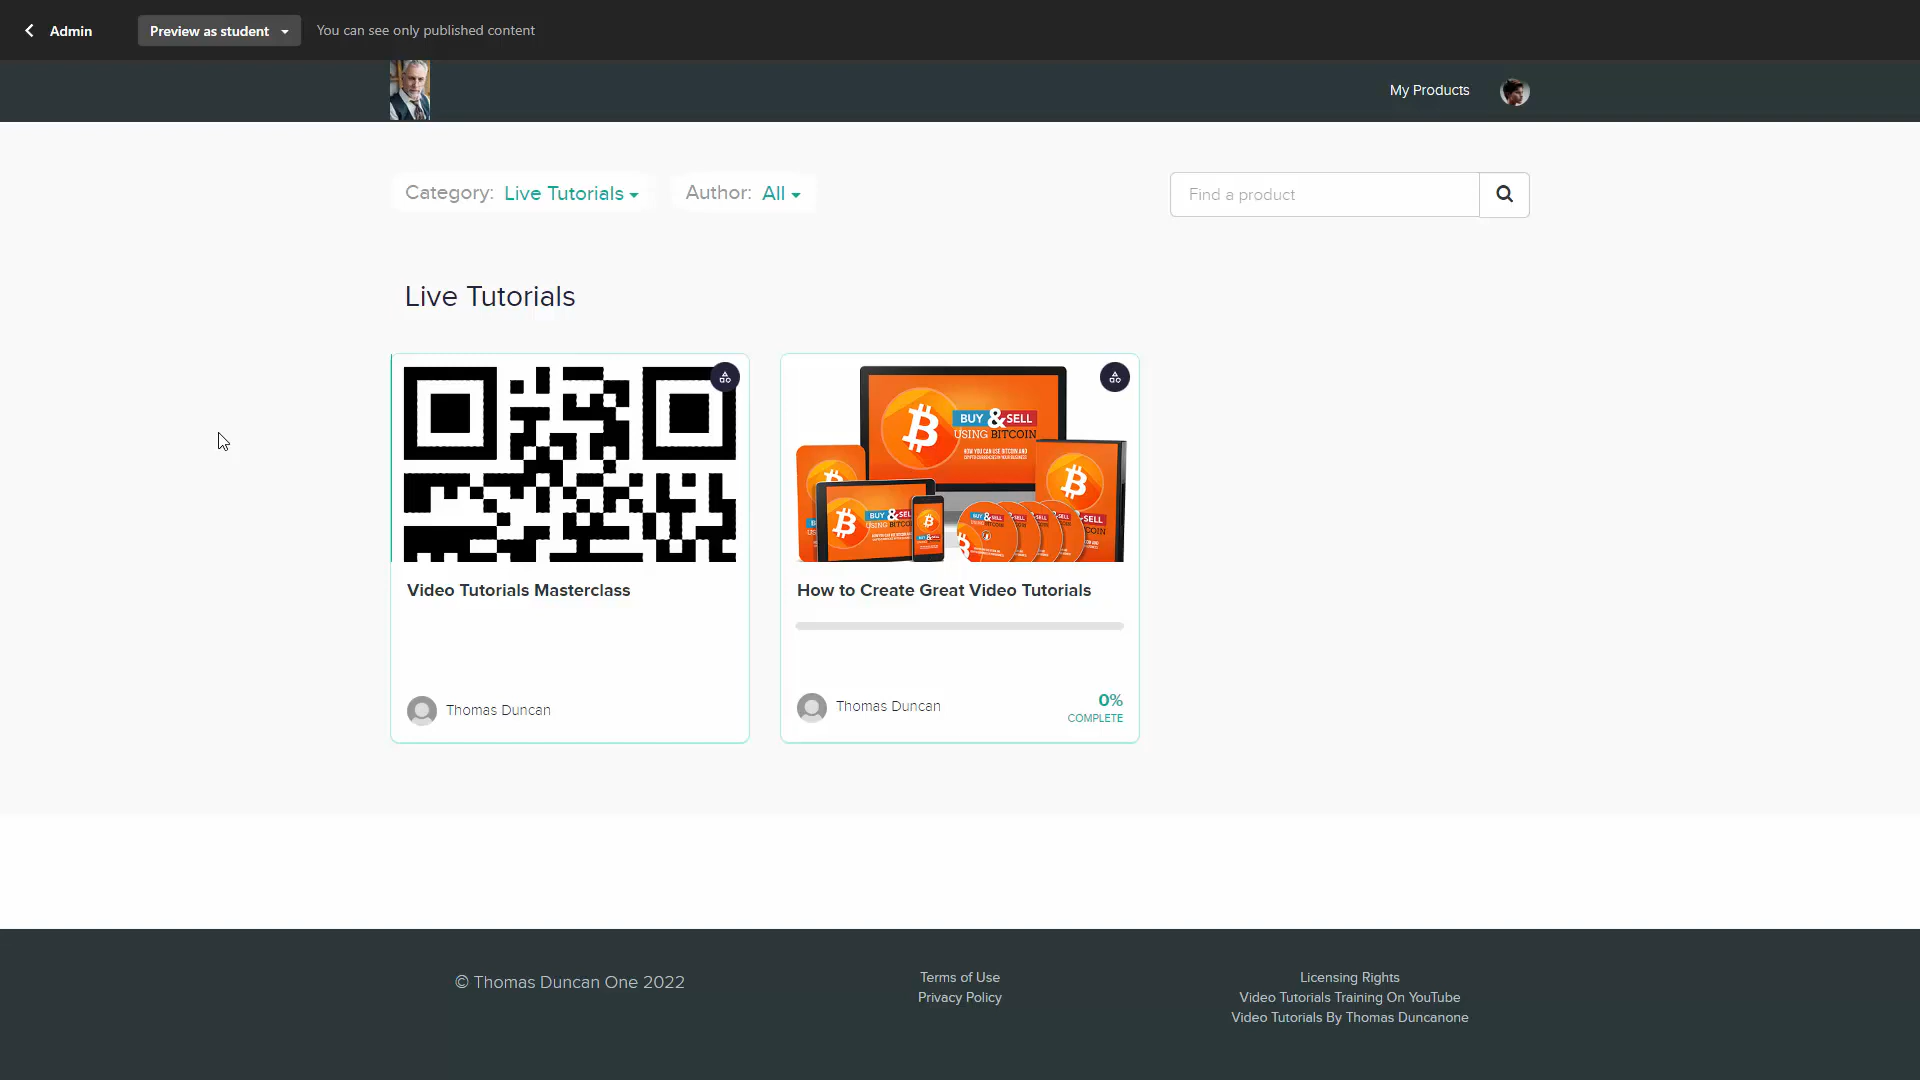 Admin
Preview as student
You can see only published content
My Products
Category: Live Tutorials
Author: All
Find a product
Live Tutorials
BUY & SELL
USING BITCOIN
Video Tutorials Masterclass
Thomas Duncan
How to Create Great Video Tutorials
Thomas Duncan
0%
COMPLETE
© Thomas Duncan One 2022
Terms of Use
Privacy Policy
Licensing Rights
Video Tutorials Training On YouTube
Video Tutorials By Thomas Duncanone